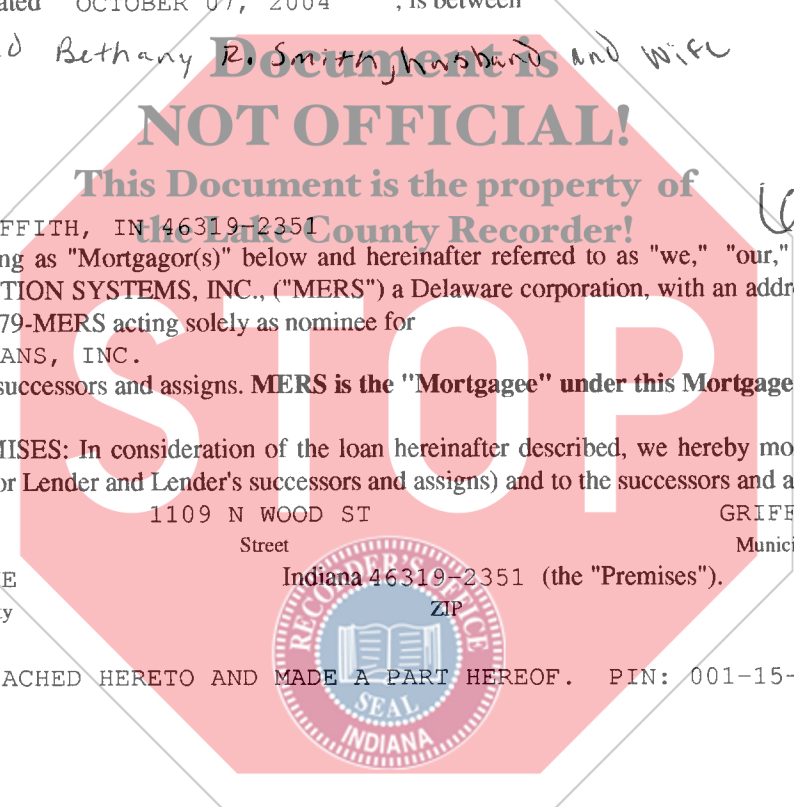 ated OCTOBER 07, 2004 , is between
Bethany R. Smith, husband and wife
Document is
NOT OFFICIAL!
This Document is the property of
the Lake County Recorder!
FFITH, IN 46319-2351
ng as "Mortgagor(s)" below and hereinafter referred to as "we," "our,"
TION SYSTEMS, INC., ("MERS") a Delaware corporation, with an addre
79-MERS acting solely as nominee for
ANS, INC.
successors and assigns. MERS is the "Mortgagee" under this Mortgage
STOP
MISES: In consideration of the loan hereinafter described, we hereby mo
or Lender and Lender's successors and assigns) and to the successors and a
1109 N WOOD ST GRIFF
Street Munici
E Indiana 46319-2351 (the "Premises").
ty ZIP
RECORDER'S OFFICE
ACHED HERETO AND MADE A PART HEREOF. PIN: 001-15-
SEAL
INDIANA